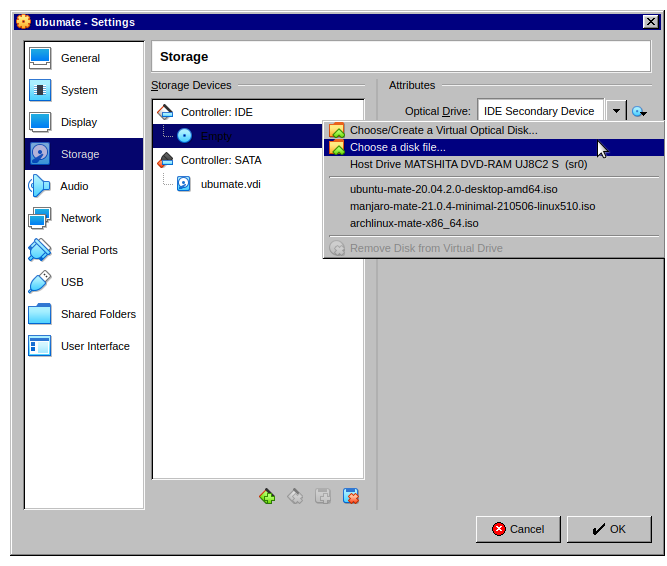 ubumate - Settings
General
System
Display
Storage
Audio
Network
Serial Ports
USB
Shared Folders
User Interface
Storage
Storage Devices
Controller: IDE
Empty
Controller: SATA
ubumate.vdi
Attributes
Optical Drive: IDE Secondary Device
Choose/Create a Virtual Optical Disk...
Choose a disk file...
Host Drive MATSHITA DVD-RAM UJ8C2 S (sr0)
ubuntu-mate-20.04.2.0-desktop-amd64.iso
manjaro-mate-21.0.4-minimal-210506-linux510.iso
archlinux-mate-x86_64.iso
Remove Disk from Virtual Drive
Cancel
OK